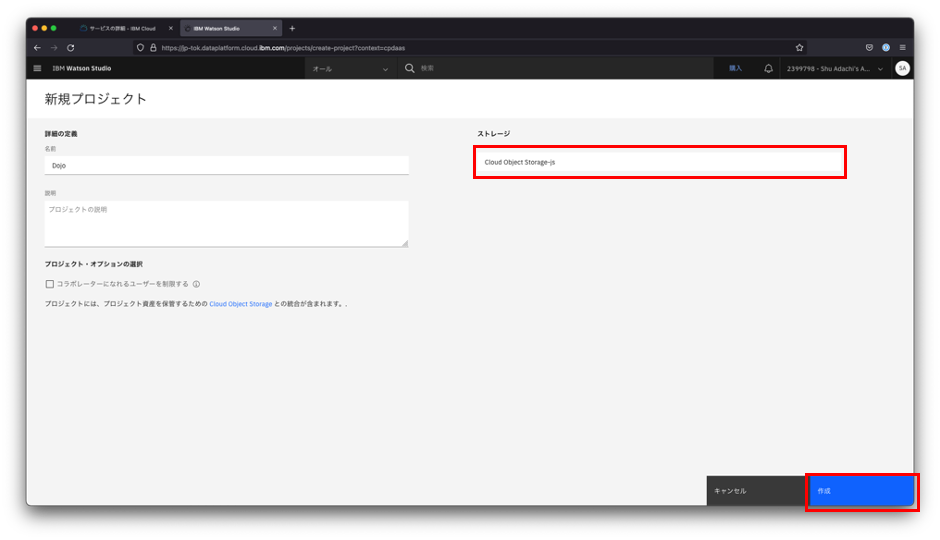 サービスの詳細 - IBM Cloud
IBM Watson Studio
https://jp-tok.dataplatform.cloud.ibm.com/projects/create-project?context=cpdaas
IBM Watson Studio
オール
検索
購入
2399798 - Shu Adachi's A...
SA
新規プロジェクト
詳細の定義
名前
Dojo
説明
プロジェクトの説明
プロジェクト・オプションの選択
コラボレーターになれるユーザーを制限する
プロジェクトには、プロジェクト資産を保管するための Cloud Object Storage との統合が含まれます。.
ストレージ
Cloud Object Storage-js
キャンセル
作成